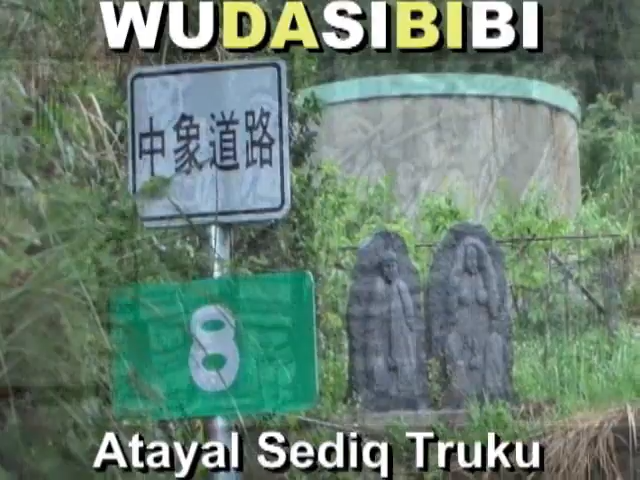 WUDASIBIBI
中象道路
8
Atayal Sediq Truku